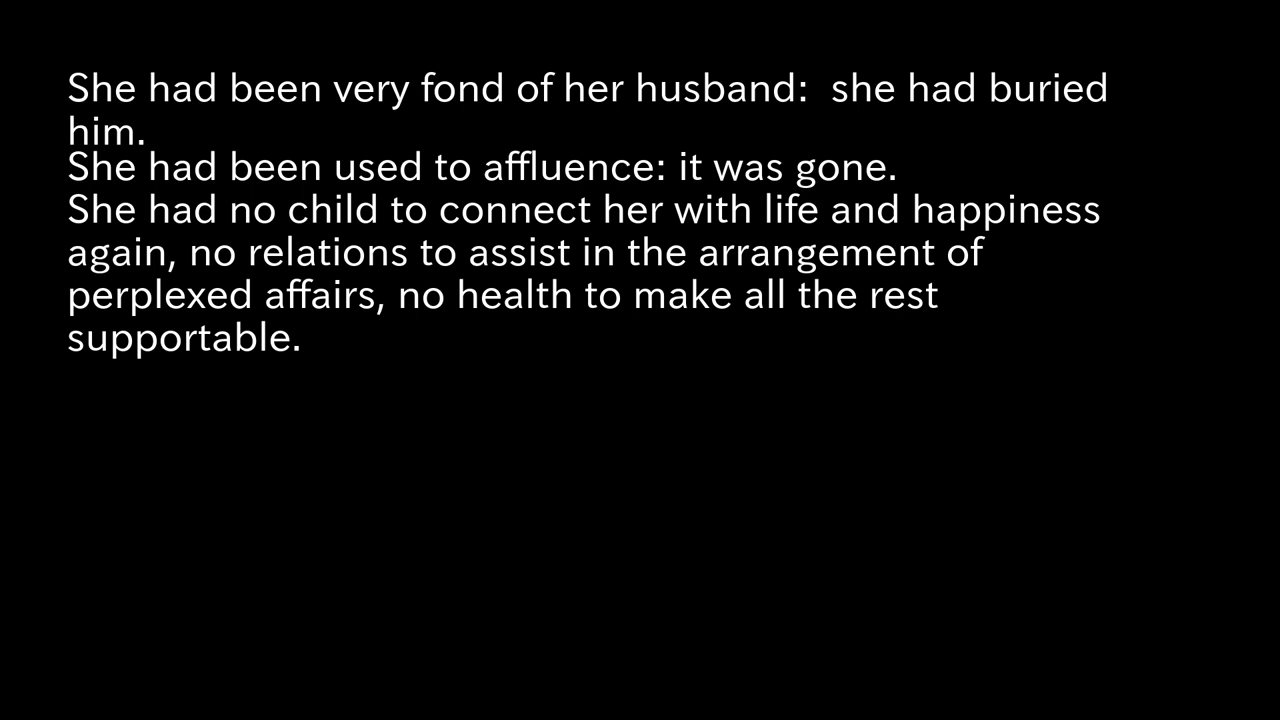 She had been very fond of her husband:  she had buried
him.
She had been used to affluence: it was gone.
She had no child to connect her with life and happiness
again, no relations to assist in the arrangement of
perplexed affairs, no health to make all the rest
supportable.